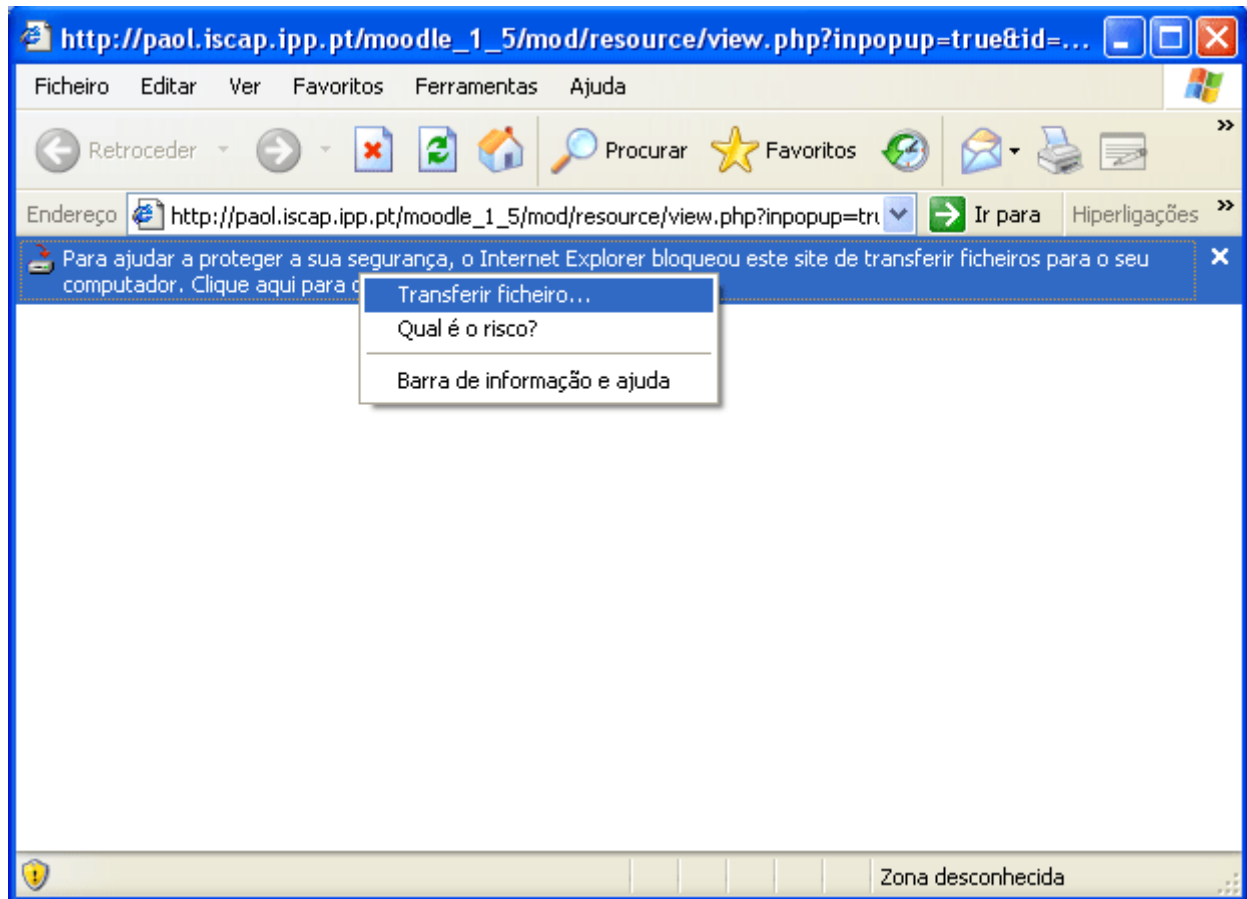 http://paol.iscap.ipp.pt/moodle_1_5/mod/resource/view.php?inpopup=true&id=...
Ficheiro Editar Ver Favoritos Ferramentas Ajuda
Retroceder Procurar Favoritos »
Endereço http://paol.iscap.ipp.pt/moodle_1_5/mod/resource/view.php?inpopup=tru Ir para Hiperligações »
Para ajudar a proteger a sua segurança, o Internet Explorer bloqueou este site de transferir ficheiros para o seu
computador. Clique aqui para
Transferir ficheiro...
Qual é o risco?
Barra de informação e ajuda
Zona desconhecida